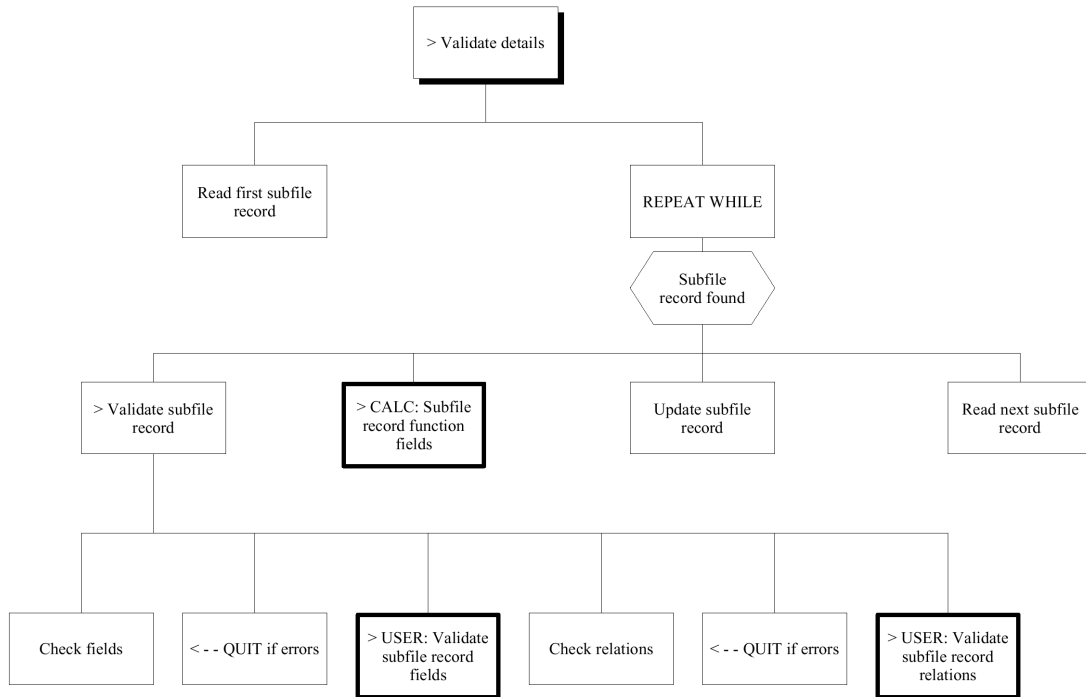 > Validate details
Read first subfile
record
REPEAT WHILE
Subfile
record found
> Validate subfile
record
> CALC: Subfile
record function
fields
Update subfile
record
Read next subfile
record
Check fields
< - - QUIT if errors
> USER: Validate
subfile record
fields
Check relations
< - - QUIT if errors
> USER: Validate
subfile record
relations